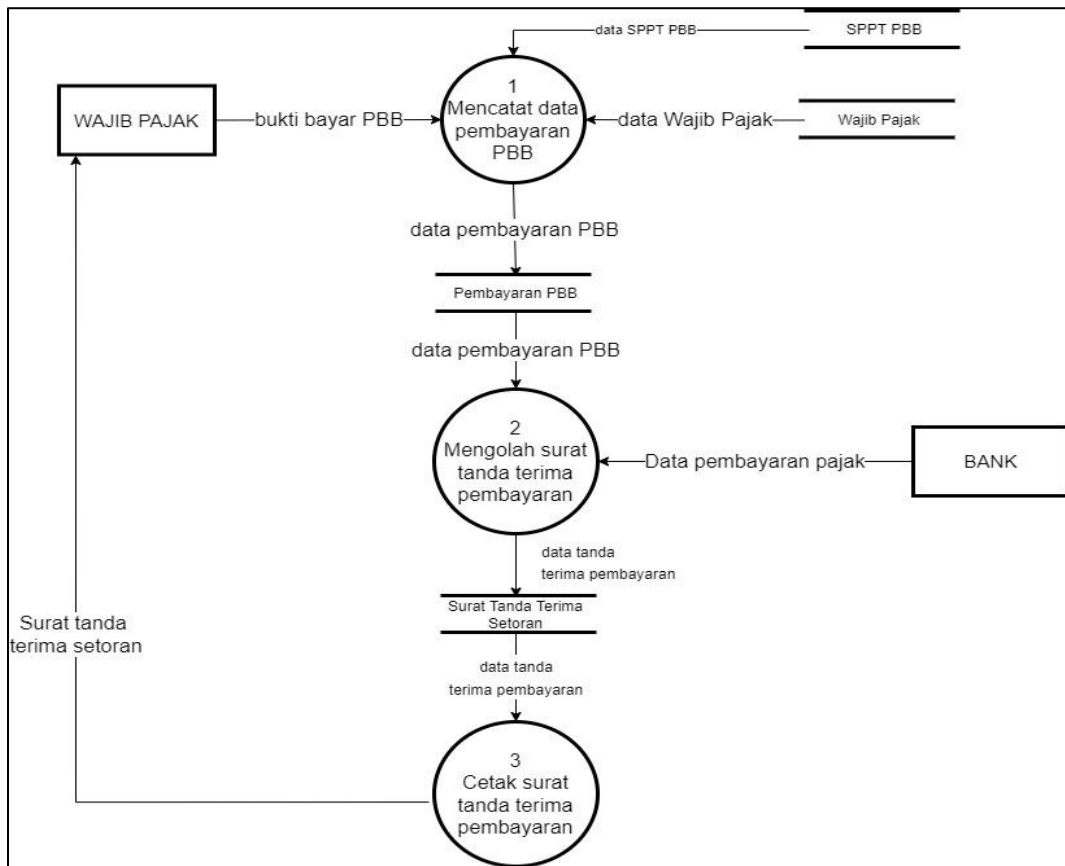 data SPPT PBB
SPPT PBB
1
Mencatat data
pembayaran
PBB
WAJIB PAJAK
bukti bayar PBB
data Wajib Pajak
Wajib Pajak
data pembayaran PBB
Pembayaran PBB
data pembayaran PBB
2
Mengolah surat
tanda terima
pembayaran
Data pembayaran pajak
BANK
data tanda
terima pembayaran
Surat Tanda Terima
Setoran
Surat tanda
terima setoran
data tanda
terima pembayaran
3
Cetak surat
tanda terima
pembayaran